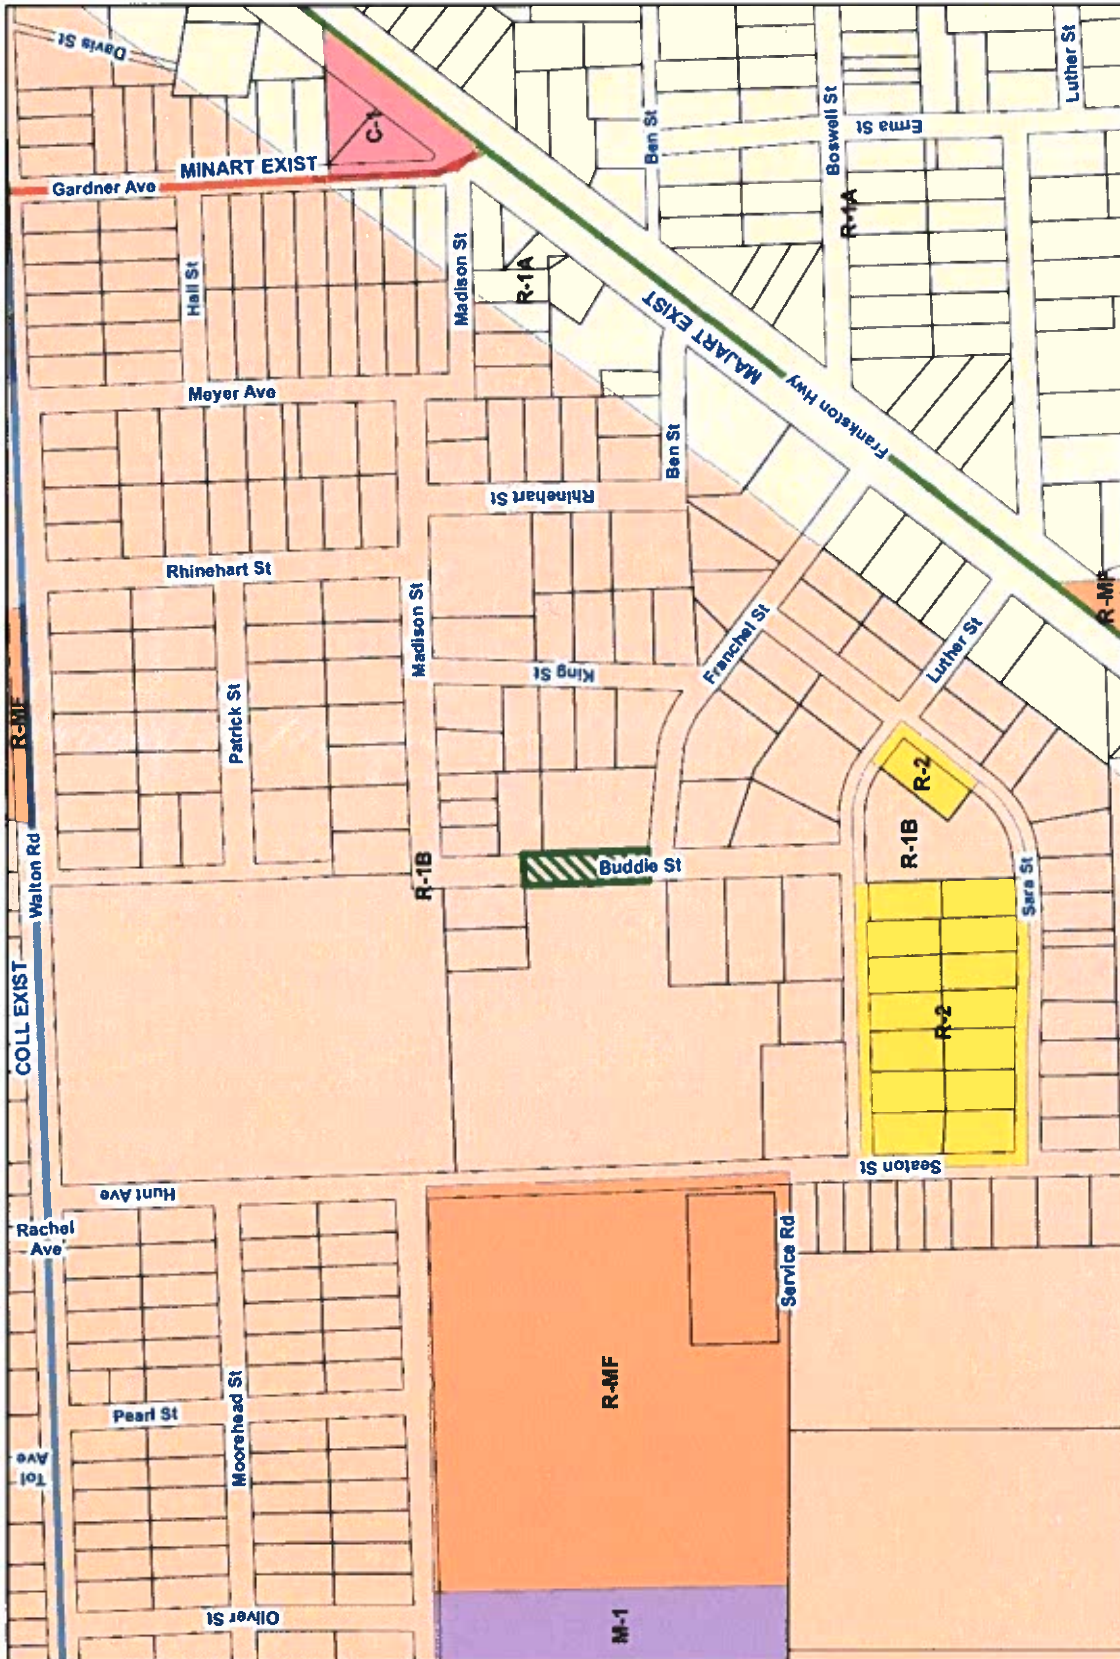 Davis St
C-1
MINART EXIST
Gardner Ave
Luther St
Ben St
Boswell St
Erma St
R-1A
Hall St
Madison St
R-1A
MAJART EXIST
Meyer Ave
Frankston Hwy
Ben St
Rhinehart St
Rhinehart St
Madison St
R-MF
Franchel St
Luther St
King St
R-MF
Patrick St
R-2
R-1B
R-1B
Buddie St
Walton Rd
Sara St
COLL EXIST
R-2
Seaton St
Hunt Ave
Rachel
Ave
Service Rd
R-MF
Moorehead St
Pearl St
Tol
Ave
Oliver St
M-1